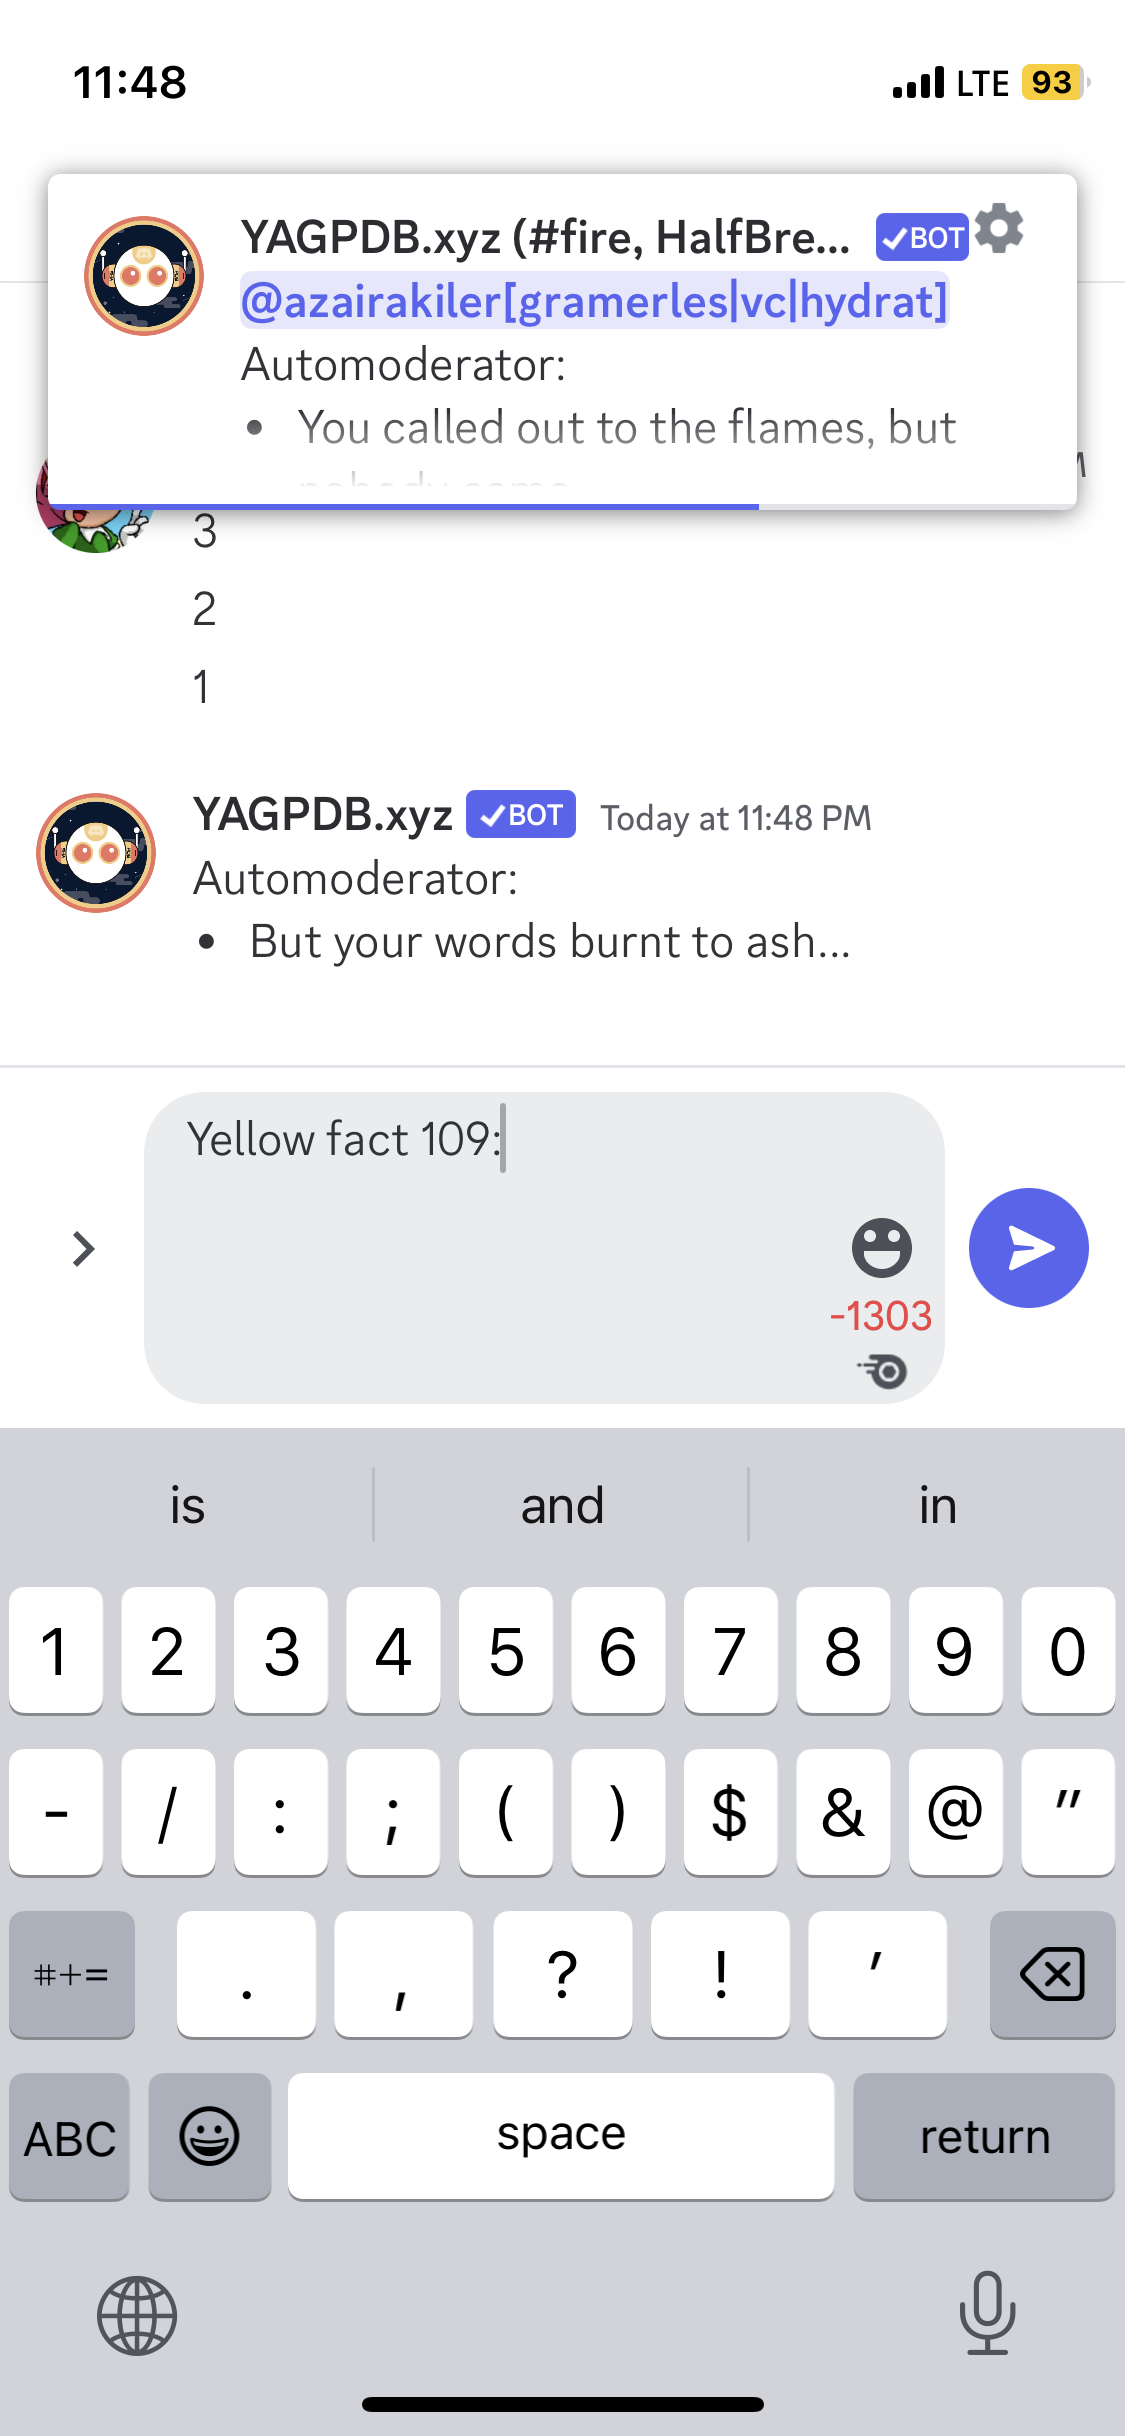 11:48
LTE 93
YAGPDB.xyz (#fire, HalfBre... ✓BOT
@azairakiler[gramerles|vc|hydrat]
Automoderator:
• You called out to the flames, but
nobody came
3
2
1
YAGPDB.xyz ✓BOT Today at 11:48 PM
Automoderator:
• But your words burnt to ash...
Yellow fact 109:
-1303
is and in
1 2 3 4 5 6 7 8 9 0
- / : ; ( ) $ & @ "
#+= . , ? ! '
ABC space return